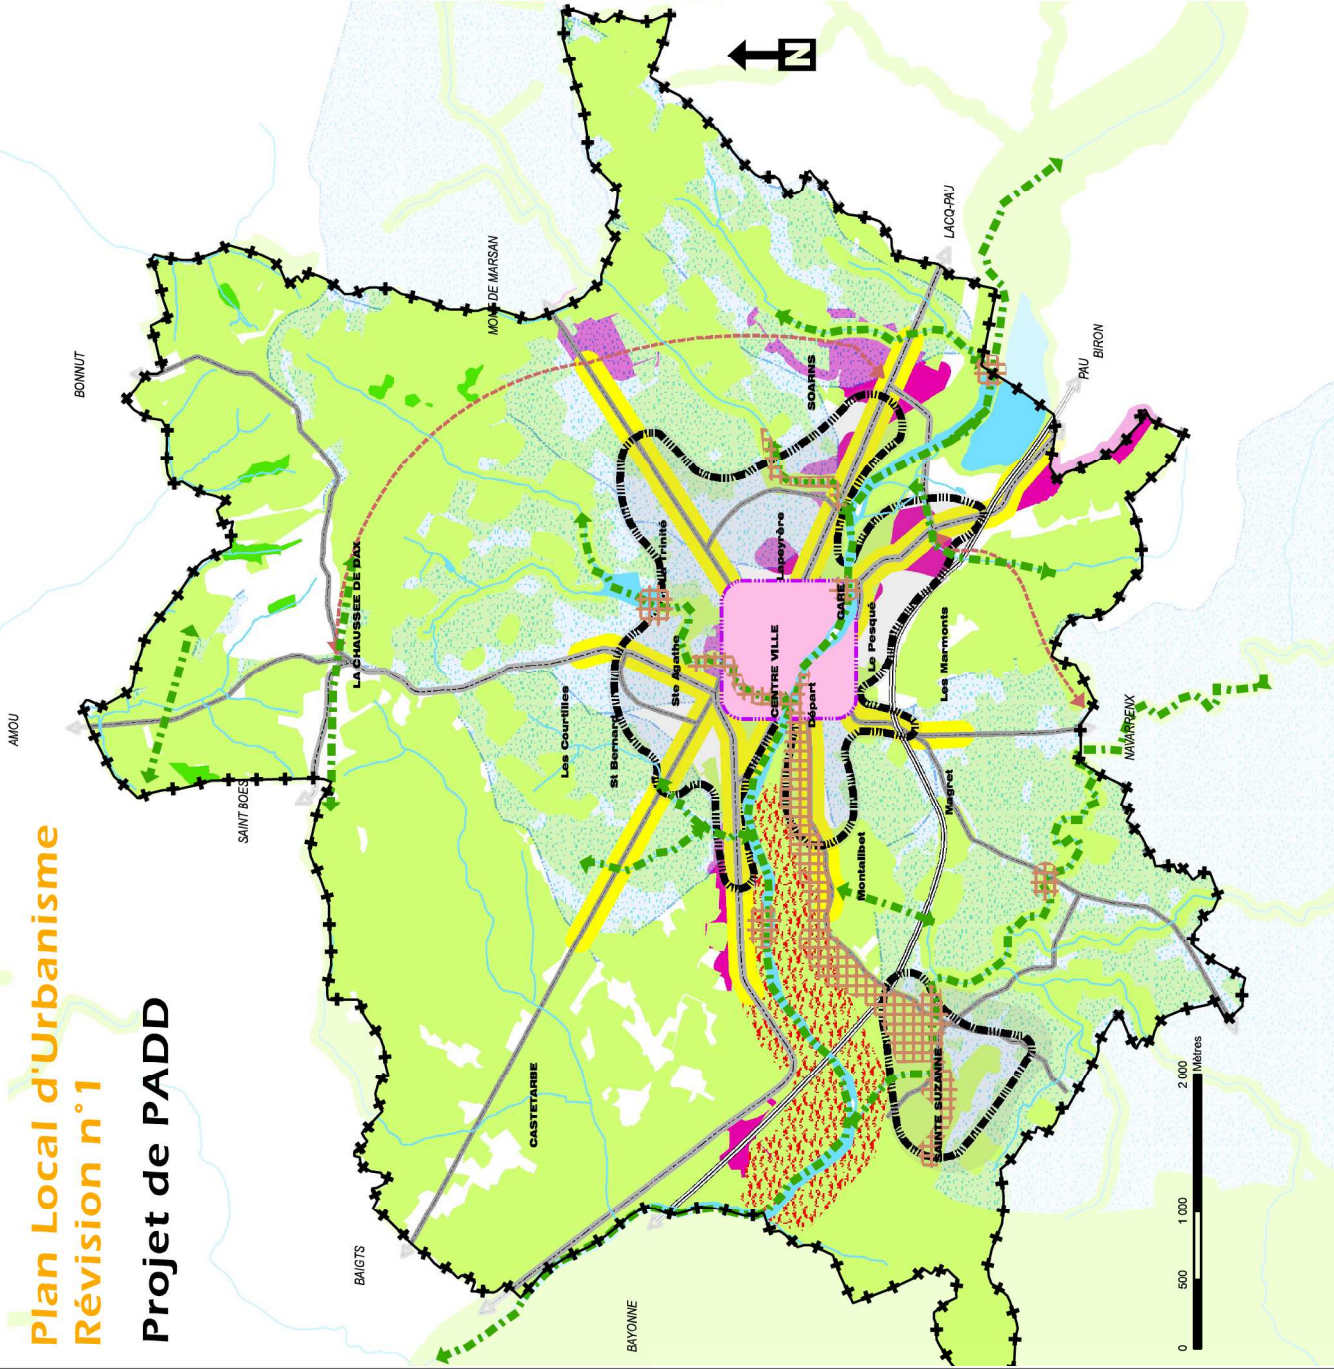 Plan Local d'Urbanisme
Révision n°1
Projet de PADD
AMOU
BONNUT
SAINT BOES
LA CHAUSSEE DE DAX
BAIGTS
MONT DE MARSAN
CASTETARBE
Les Courtilles
St Bernard
BAYONNE
La Trinité
Ste Agathe
CENTRE VILLE
Lapeyrère
Départ
SOARNS
GARE
Montalibet
Le Pesqué
SAINTE SUZANNE
Magret
Les Marmonts
LACQ-PAU
PAU
BIRON
NAVARRENX
0 500 1 000 2 000
Mètres
N